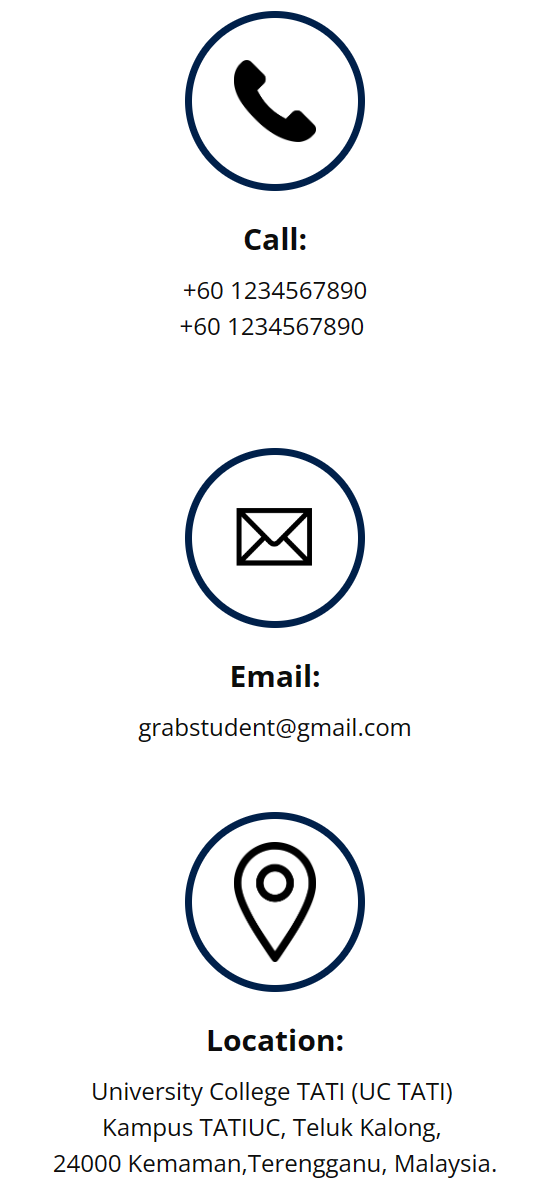 Call:
+60 1234567890
+60 1234567890
Email:
grabstudent@gmail.com
Location:
University College TATI (UC TATI)
Kampus TATIUC, Teluk Kalong,
24000 Kemaman,Terengganu, Malaysia.